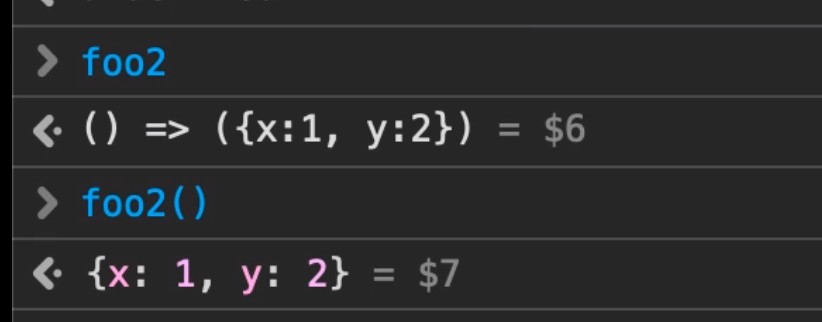 > foo2
() => ({x:1, y:2}) = $6
> foo2()
{x: 1, y: 2} = $7